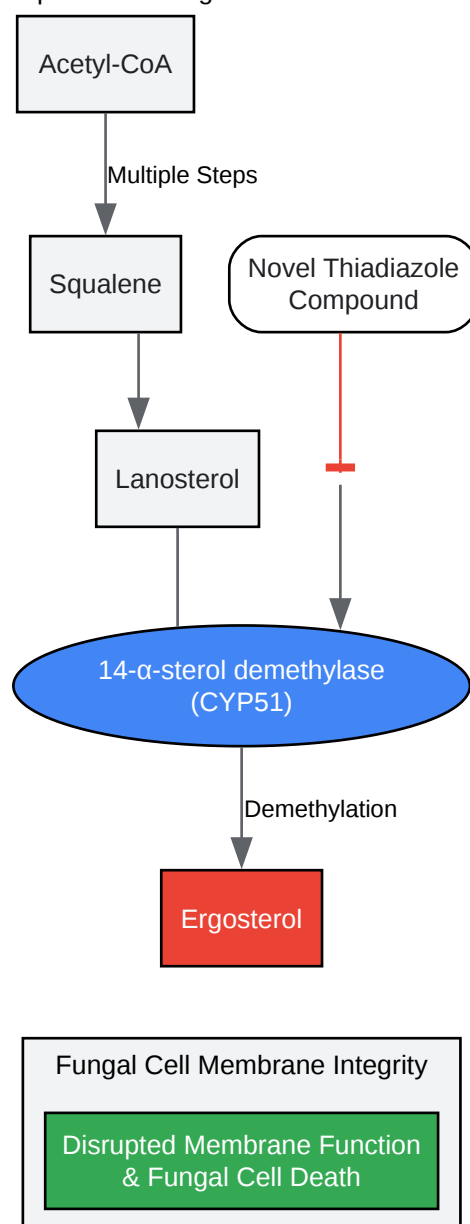 Acetyl-CoA
Multiple Steps
Squalene
Novel Thiadiazole
Compound
Lanosterol
14-α-sterol demethylase
(CYP51)
Demethylation
Ergosterol
Fungal Cell Membrane Integrity
Disrupted Membrane Function
& Fungal Cell Death